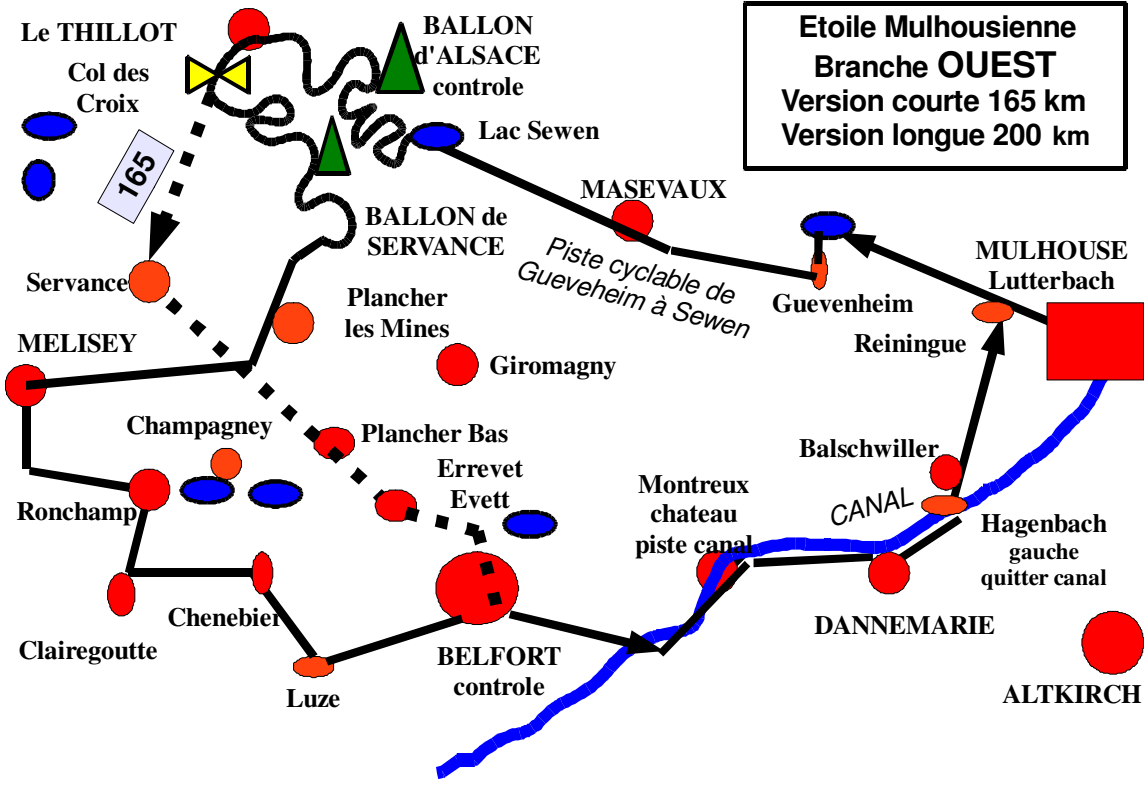 Etoile Mulhousienne
Branche OUEST
Version courte 165 km
Version longue 200 km
Le THILLOT
BALLON
d'ALSACE
controle
Col des
Croix
Lac Sewen
165
MASEVAUX
BALLON de
SERVANCE
Piste cyclable de
Gueveheim à Sewen
MULHOUSE
Lutterbach
Servance
Guevenheim
Plancher
les Mines
Reiningue
MELISEY
Giromagny
Champagney
Plancher Bas
Balschwiller
Errevet
Evett
Montreux
chateau
piste canal
CANAL
Ronchamp
Hagenbach
gauche
quitter canal
Chenebier
DANNEMARIE
Clairegoutte
BELFORT
controle
Luze
ALTKIRCH